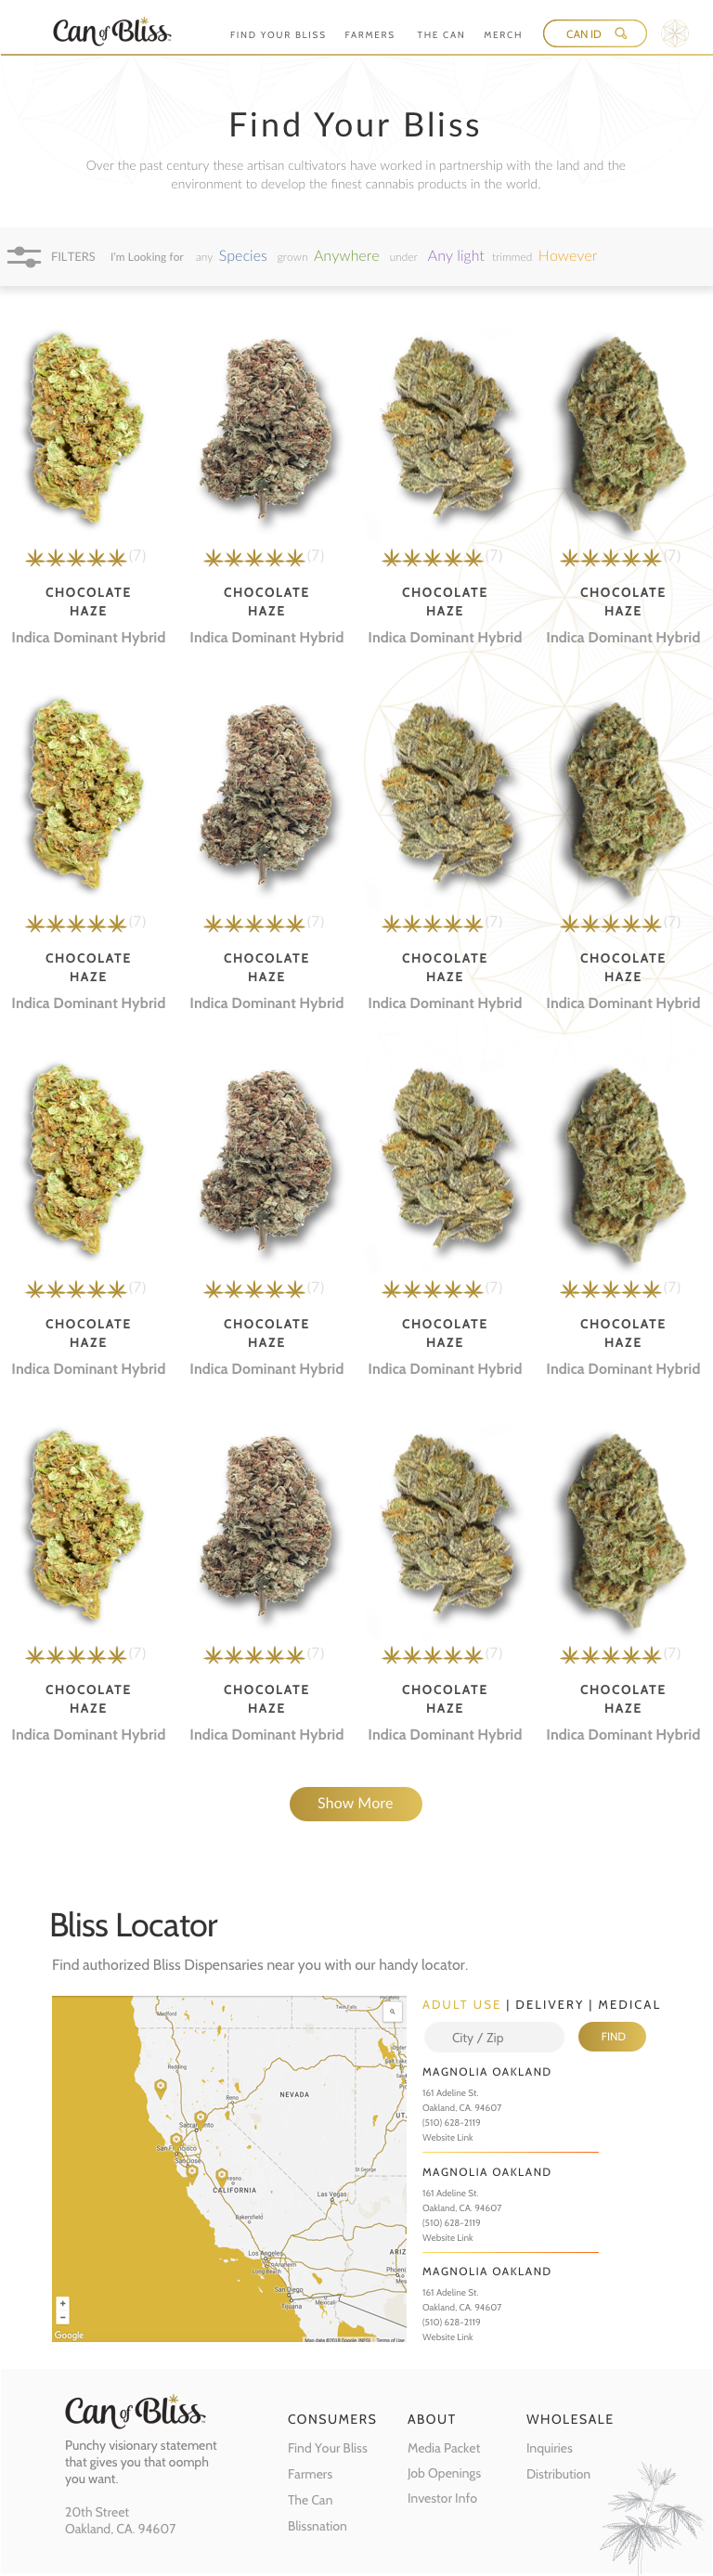 Can of Bliss
FIND YOUR BLISS FARMERS THE CAN MERCH CAN ID
Find Your Bliss
Over the past century these artisan cultivators have worked in partnership with the land and the
environment to develop the finest cannabis products in the world.
FILTERS I'm Looking for any Species grown Anywhere under Any light trimmed However
(7) (7) (7) (7)
CHOCOLATE CHOCOLATE CHOCOLATE CHOCOLATE
HAZE HAZE HAZE HAZE
Indica Dominant Hybrid Indica Dominant Hybrid Indica Dominant Hybrid Indica Dominant Hybrid
(7) (7) (7) (7)
CHOCOLATE CHOCOLATE CHOCOLATE CHOCOLATE
HAZE HAZE HAZE HAZE
Indica Dominant Hybrid Indica Dominant Hybrid Indica Dominant Hybrid Indica Dominant Hybrid
(7) (7) (7) (7)
CHOCOLATE CHOCOLATE CHOCOLATE CHOCOLATE
HAZE HAZE HAZE HAZE
Indica Dominant Hybrid Indica Dominant Hybrid Indica Dominant Hybrid Indica Dominant Hybrid
(7) (7) (7) (7)
CHOCOLATE CHOCOLATE CHOCOLATE CHOCOLATE
HAZE HAZE HAZE HAZE
Indica Dominant Hybrid Indica Dominant Hybrid Indica Dominant Hybrid Indica Dominant Hybrid
Show More
Bliss Locator
Find authorized Bliss Dispensaries near you with our handy locator.
Twin Falls
Medford
Redding
Reno
NEVADA
UT
San Jose
St George
CALIFORNIA
Las Vegas
Bakersfield
ARIZ
Los Angeles
Anaheim
Long Beach
San Diego
Tijuana
Mexicali
+
−
Google
Map data ©2018 Google, INEGI Terms of Use
ADULT USE | DELIVERY | MEDICAL
City / Zip FIND
MAGNOLIA OAKLAND
161 Adeline St.
Oakland, CA. 94607
(510) 628-2119
Website Link
MAGNOLIA OAKLAND
161 Adeline St.
Oakland, CA. 94607
(510) 628-2119
Website Link
MAGNOLIA OAKLAND
161 Adeline St.
Oakland, CA. 94607
(510) 628-2119
Website Link
Can of Bliss
Punchy visionary statement
that gives you that oomph
you want.
20th Street
Oakland, CA. 94607
CONSUMERS
Find Your Bliss
Farmers
The Can
Blissnation
ABOUT
Media Packet
Job Openings
Investor Info
WHOLESALE
Inquiries
Distribution